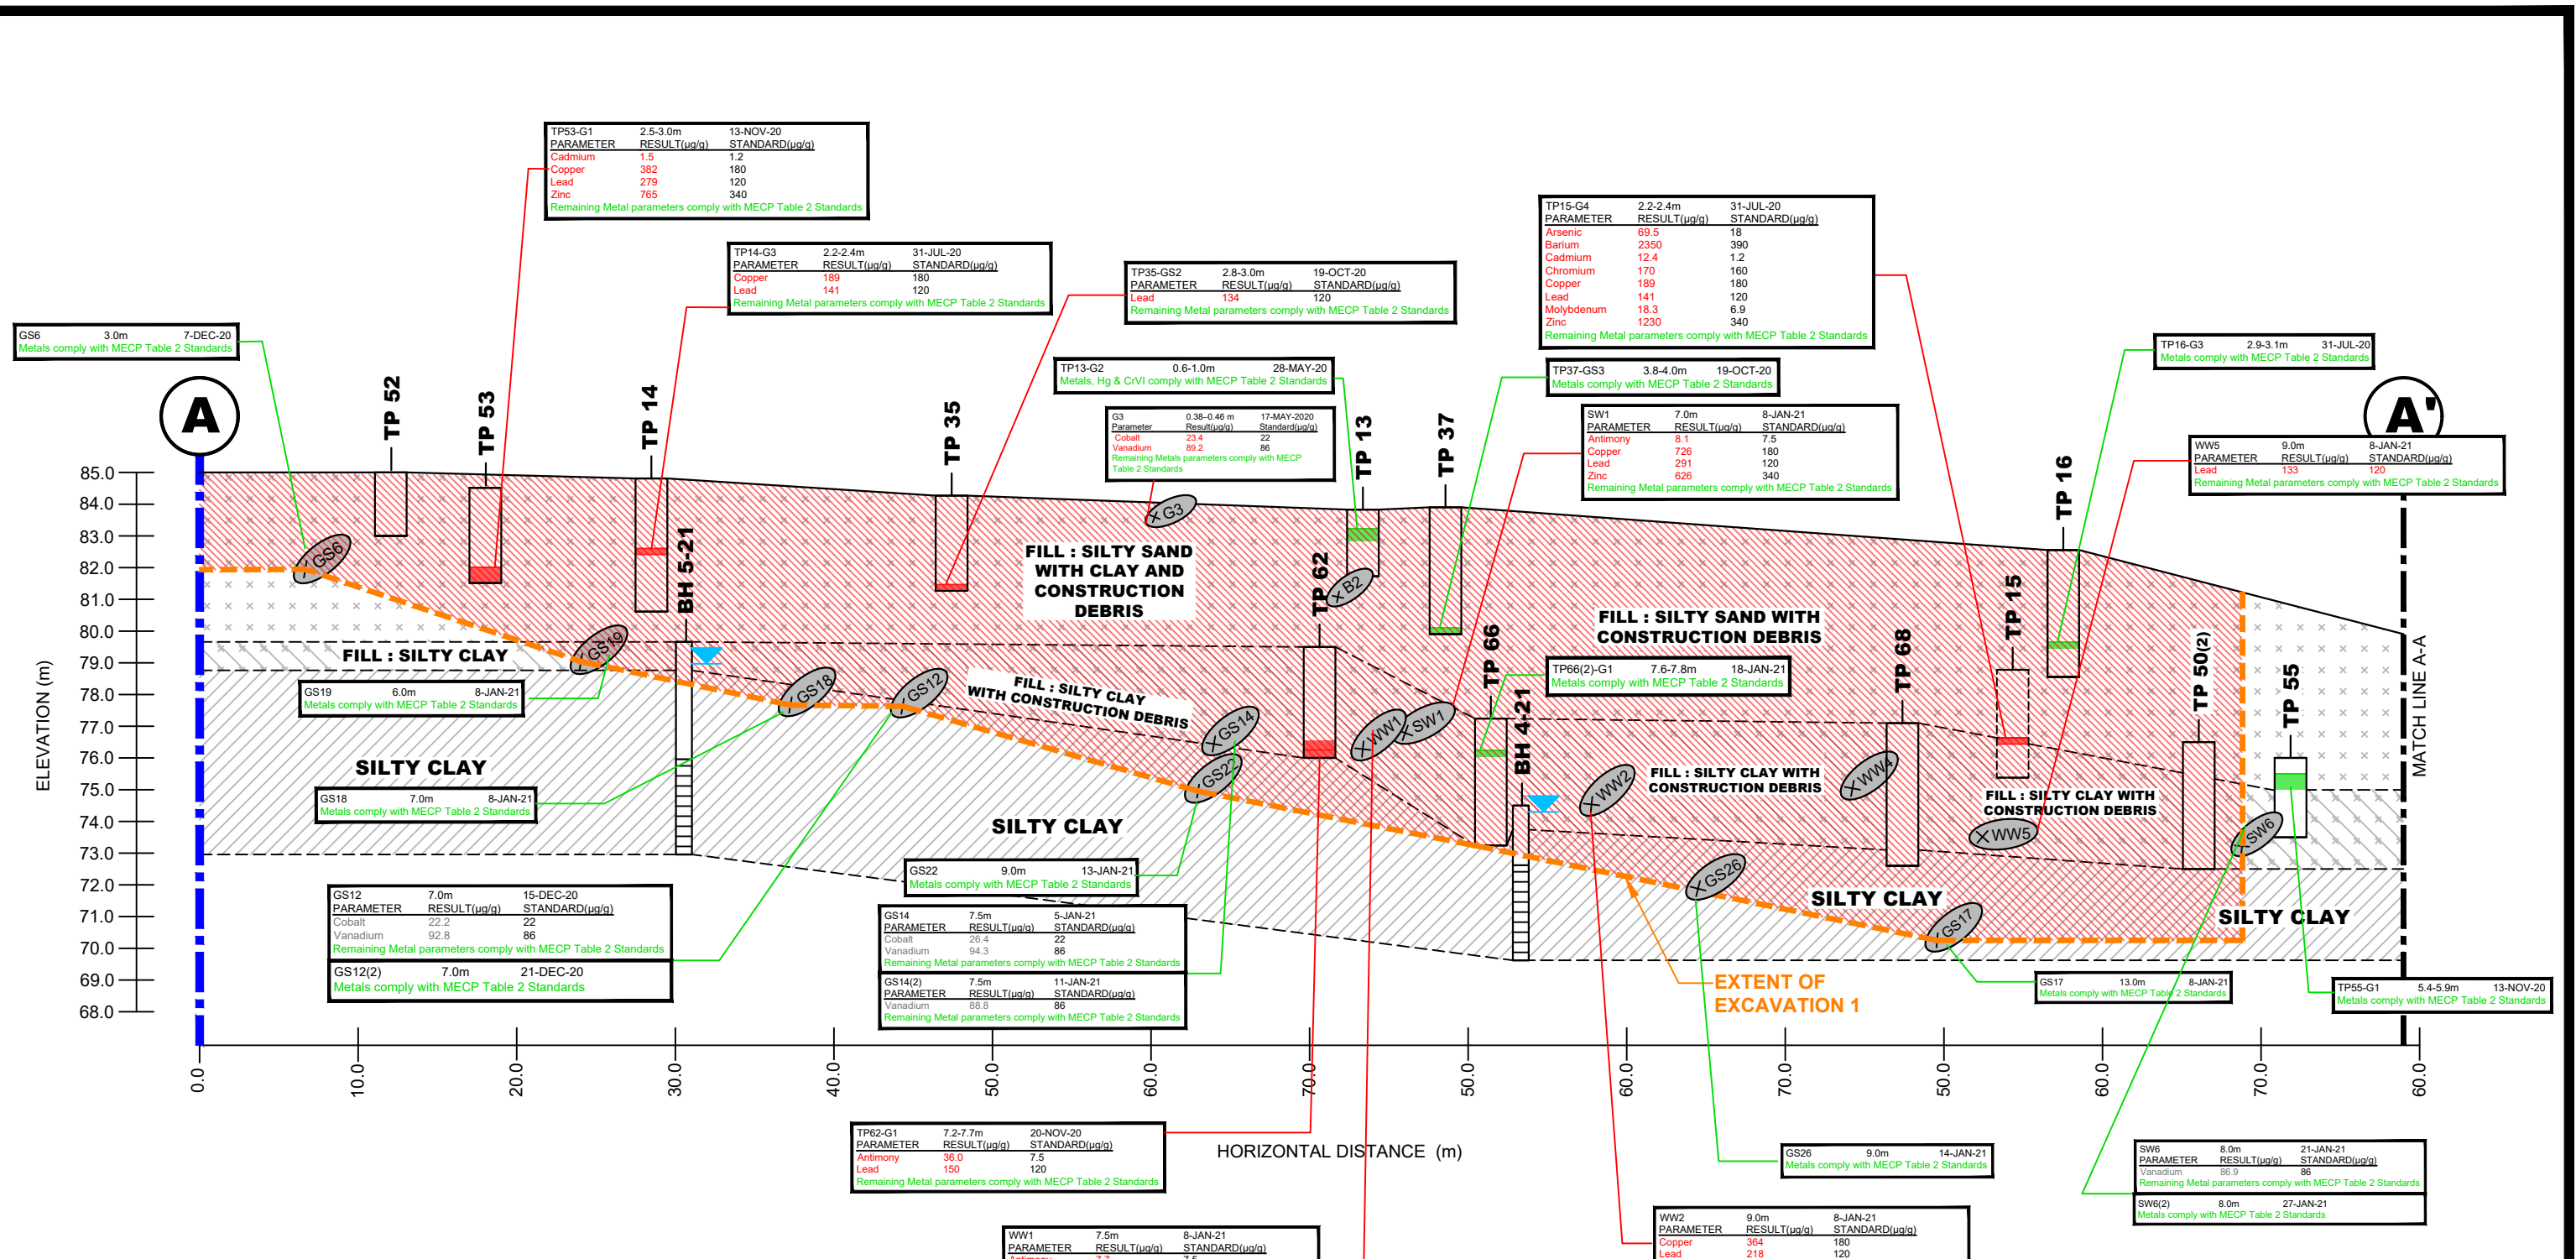 TP53-G1 2.5-3.0m 13-NOV-20
PARAMETER RESULT(µg/g) STANDARD(µg/g)
Cadmium 1.5 1.2
Copper 382 180
Lead 279 120
Zinc 765 340
Remaining Metal parameters comply with MECP Table 2 Standards
TP14-G3 2.2-2.4m 31-JUL-20
PARAMETER RESULT(µg/g) STANDARD(µg/g)
Copper 189 180
Lead 141 120
Remaining Metal parameters comply with MECP Table 2 Standards
TP35-GS2 2.8-3.0m 19-OCT-20
PARAMETER RESULT(µg/g) STANDARD(µg/g)
Lead 134 120
Remaining Metal parameters comply with MECP Table 2 Standards
TP15-G4 2.2-2.4m 31-JUL-20
PARAMETER RESULT(µg/g) STANDARD(µg/g)
Arsenic 69.5 18
Barium 2350 390
Cadmium 12.4 1.2
Chromium 170 160
Copper 189 180
Lead 141 120
Molybdenum 18.3 6.9
Zinc 1230 340
Remaining Metal parameters comply with MECP Table 2 Standards
GS6 3.0m 7-DEC-20
Metals comply with MECP Table 2 Standards
TP13-G2 0.6-1.0m 28-MAY-20
Metals, Hg & CrVI comply with MECP Table 2 Standards
TP37-GS3 3.8-4.0m 19-OCT-20
Metals comply with MECP Table 2 Standards
TP16-G3 2.9-3.1m 31-JUL-20
Metals comply with MECP Table 2 Standards
G3 0.38–0.46 m 17-MAY-2020
Parameter Result(µg/g) Standard(µg/g)
Cobalt 23.4 22
Vanadium 89.2 86
Remaining Metals parameters comply with MECP
Table 2 Standards
SW1 7.0m 8-JAN-21
PARAMETER RESULT(µg/g) STANDARD(µg/g)
Antimony 8.1 7.5
Copper 726 180
Lead 291 120
Zinc 626 340
Remaining Metal parameters comply with MECP Table 2 Standards
WW5 9.0m 8-JAN-21
PARAMETER RESULT(µg/g) STANDARD(µg/g)
Lead 133 120
Remaining Metal parameters comply with MECP Table 2 Standards
A
A'
TP 52
TP 53
TP 14
BH 5-21
TP 35
TP 62
TP 13
TP 37
TP 66
BH 4-21
TP 68
TP 15
TP 16
TP 50(2)
TP 55
ELEVATION (m)
85.0
84.0
83.0
82.0
81.0
80.0
79.0
78.0
77.0
76.0
75.0
74.0
73.0
72.0
71.0
70.0
69.0
68.0
GS6
GS19
GS18
GS12
GS14
GS22
G3
B2
WW1
SW1
WW2
GS26
WW4
GS17
WW5
SW6
FILL : SILTY SAND
WITH CLAY AND
CONSTRUCTION
DEBRIS
FILL : SILTY SAND WITH
CONSTRUCTION DEBRIS
FILL : SILTY CLAY
FILL : SILTY CLAY
WITH CONSTRUCTION DEBRIS
FILL : SILTY CLAY WITH
CONSTRUCTION DEBRIS
FILL : SILTY CLAY WITH
CONSTRUCTION DEBRIS
SILTY CLAY
SILTY CLAY
SILTY CLAY
SILTY CLAY
MATCH LINE A-A
TP66(2)-G1 7.6-7.8m 18-JAN-21
Metals comply with MECP Table 2 Standards
GS19 6.0m 8-JAN-21
Metals comply with MECP Table 2 Standards
GS18 7.0m 8-JAN-21
Metals comply with MECP Table 2 Standards
GS22 9.0m 13-JAN-21
Metals comply with MECP Table 2 Standards
GS12 7.0m 15-DEC-20
PARAMETER RESULT(µg/g) STANDARD(µg/g)
Cobalt 22.2 22
Vanadium 92.8 86
Remaining Metal parameters comply with MECP Table 2 Standards
GS12(2) 7.0m 21-DEC-20
Metals comply with MECP Table 2 Standards
GS14 7.5m 5-JAN-21
PARAMETER RESULT(µg/g) STANDARD(µg/g)
Cobalt 26.4 22
Vanadium 94.3 86
Remaining Metal parameters comply with MECP Table 2 Standards
GS14(2) 7.5m 11-JAN-21
PARAMETER RESULT(µg/g) STANDARD(µg/g)
Vanadium 88.8 86
Remaining Metal parameters comply with MECP Table 2 Standards
EXTENT OF
EXCAVATION 1
GS17 13.0m 8-JAN-21
Metals comply with MECP Table 2 Standards
TP55-G1 5.4-5.9m 13-NOV-20
Metals comply with MECP Table 2 Standards
0.0 10.0 20.0 30.0 40.0 50.0 60.0 70.0 50.0 60.0 70.0 50.0 60.0 70.0 60.0
HORIZONTAL DISTANCE (m)
TP62-G1 7.2-7.7m 20-NOV-20
PARAMETER RESULT(µg/g) STANDARD(µg/g)
Antimony 36.0 7.5
Lead 150 120
Remaining Metal parameters comply with MECP Table 2 Standards
GS26 9.0m 14-JAN-21
Metals comply with MECP Table 2 Standards
SW6 8.0m 21-JAN-21
PARAMETER RESULT(µg/g) STANDARD(µg/g)
Vanadium 86.9 86
Remaining Metal parameters comply with MECP Table 2 Standards
SW6(2) 8.0m 27-JAN-21
Metals comply with MECP Table 2 Standards
WW1 7.5m 8-JAN-21
PARAMETER RESULT(µg/g) STANDARD(µg/g)
WW2 9.0m 8-JAN-21
PARAMETER RESULT(µg/g) STANDARD(µg/g)
Copper 364 180
Lead 218 120